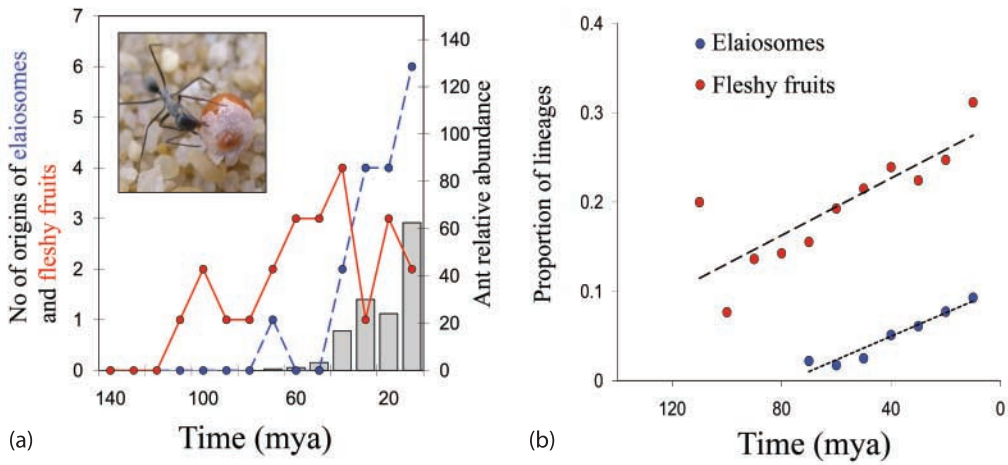 No of origins of elaiosomes
and fleshy fruits
7
6
5
4
3
2
1
0
140
120
100
80
60
40
20
0
Ant relative abundance
140
100
60
20
Time (mya)
(a)
Proportion of lineages
0.4
0.3
0.2
0.1
0
Elaiosomes
Fleshy fruits
120
80
40
0
Time (mya)
(b)